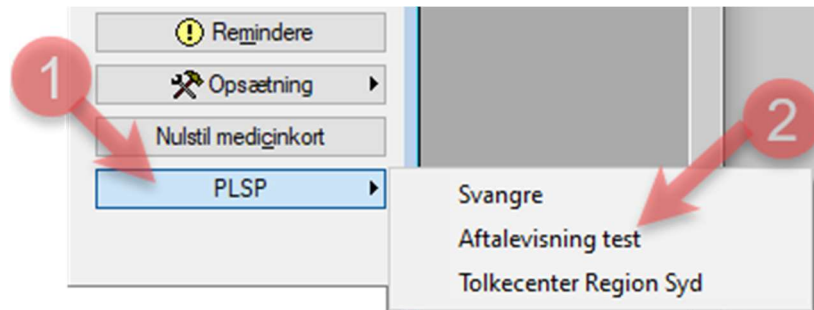 Remindere
1
Opsætning
Nulstil medicinkort
2
PLSP
Svangre
Aftalevisning test
Tolkecenter Region Syd